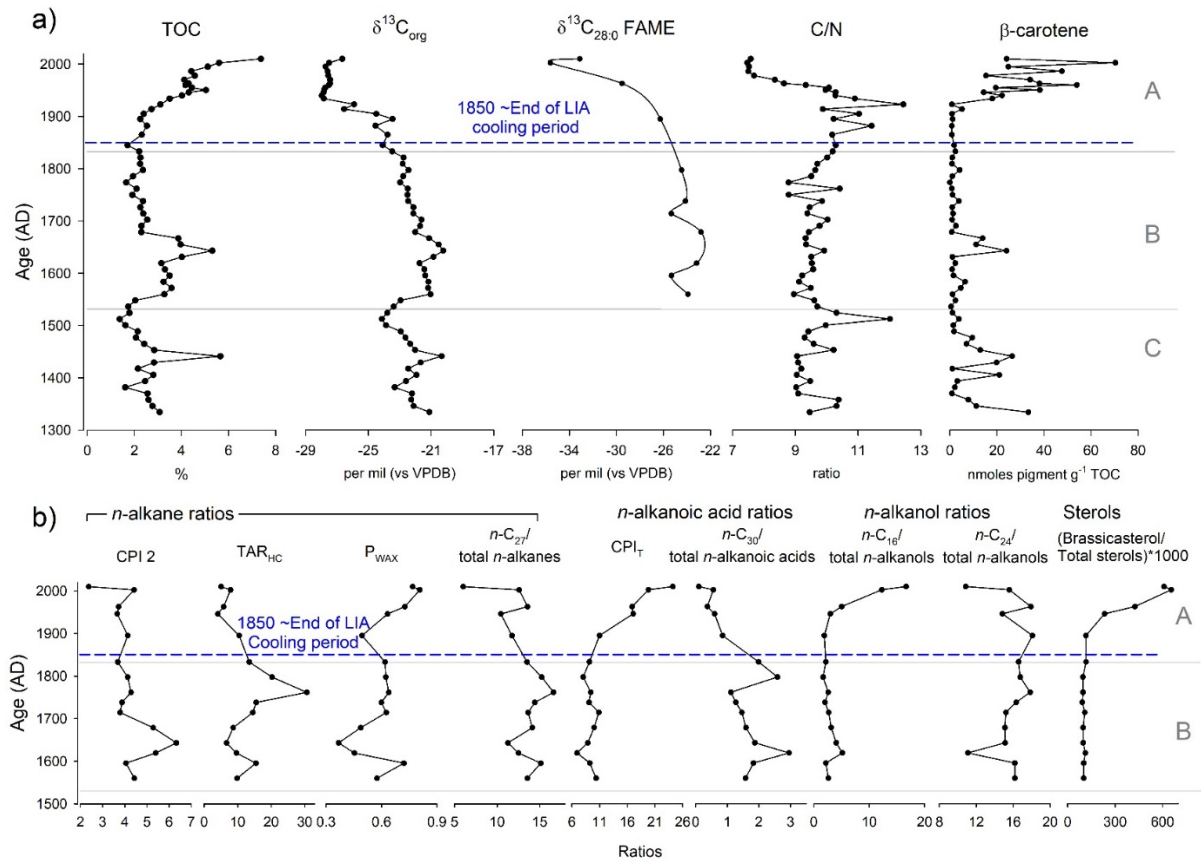 a)
TOC δ¹³Corg δ¹³C28:0 FAME C/N β-carotene
2000
1900
1800
1700
1600
1500
1400
1300
Age (AD)
1850 ~End of LIA
cooling period
A
B
C
0 2 4 6 8 -29 -25 -21 -17 -38 -30 -26 -22 7 9 11 13 0 20 40 60 80
% per mil (vs VPDB) per mil (vs VPDB) ratio nmoles pigment g⁻¹ TOC
b)
n-alkane ratios n-alkanoic acid ratios n-alkanol ratios Sterols
CPI 2 TARHC PWAX n-C27/ total n-alkanes CPIT n-C30/ total n-alkanoic acids n-C16/ total n-alkanols n-C24/ total n-alkanols (Brassicasterol/ Total sterols)*1000
2000
1900
1800
1700
1600
1500
Age (AD)
1850 ~End of LIA
Cooling period
A
B
2 3 4 5 6 7 0 10 20 30 0.3 0.6 0.9 5 10 15 6 11 16 21 26 0 1 2 3 0 10 20 8 12 16 20 0 300 600
Ratios